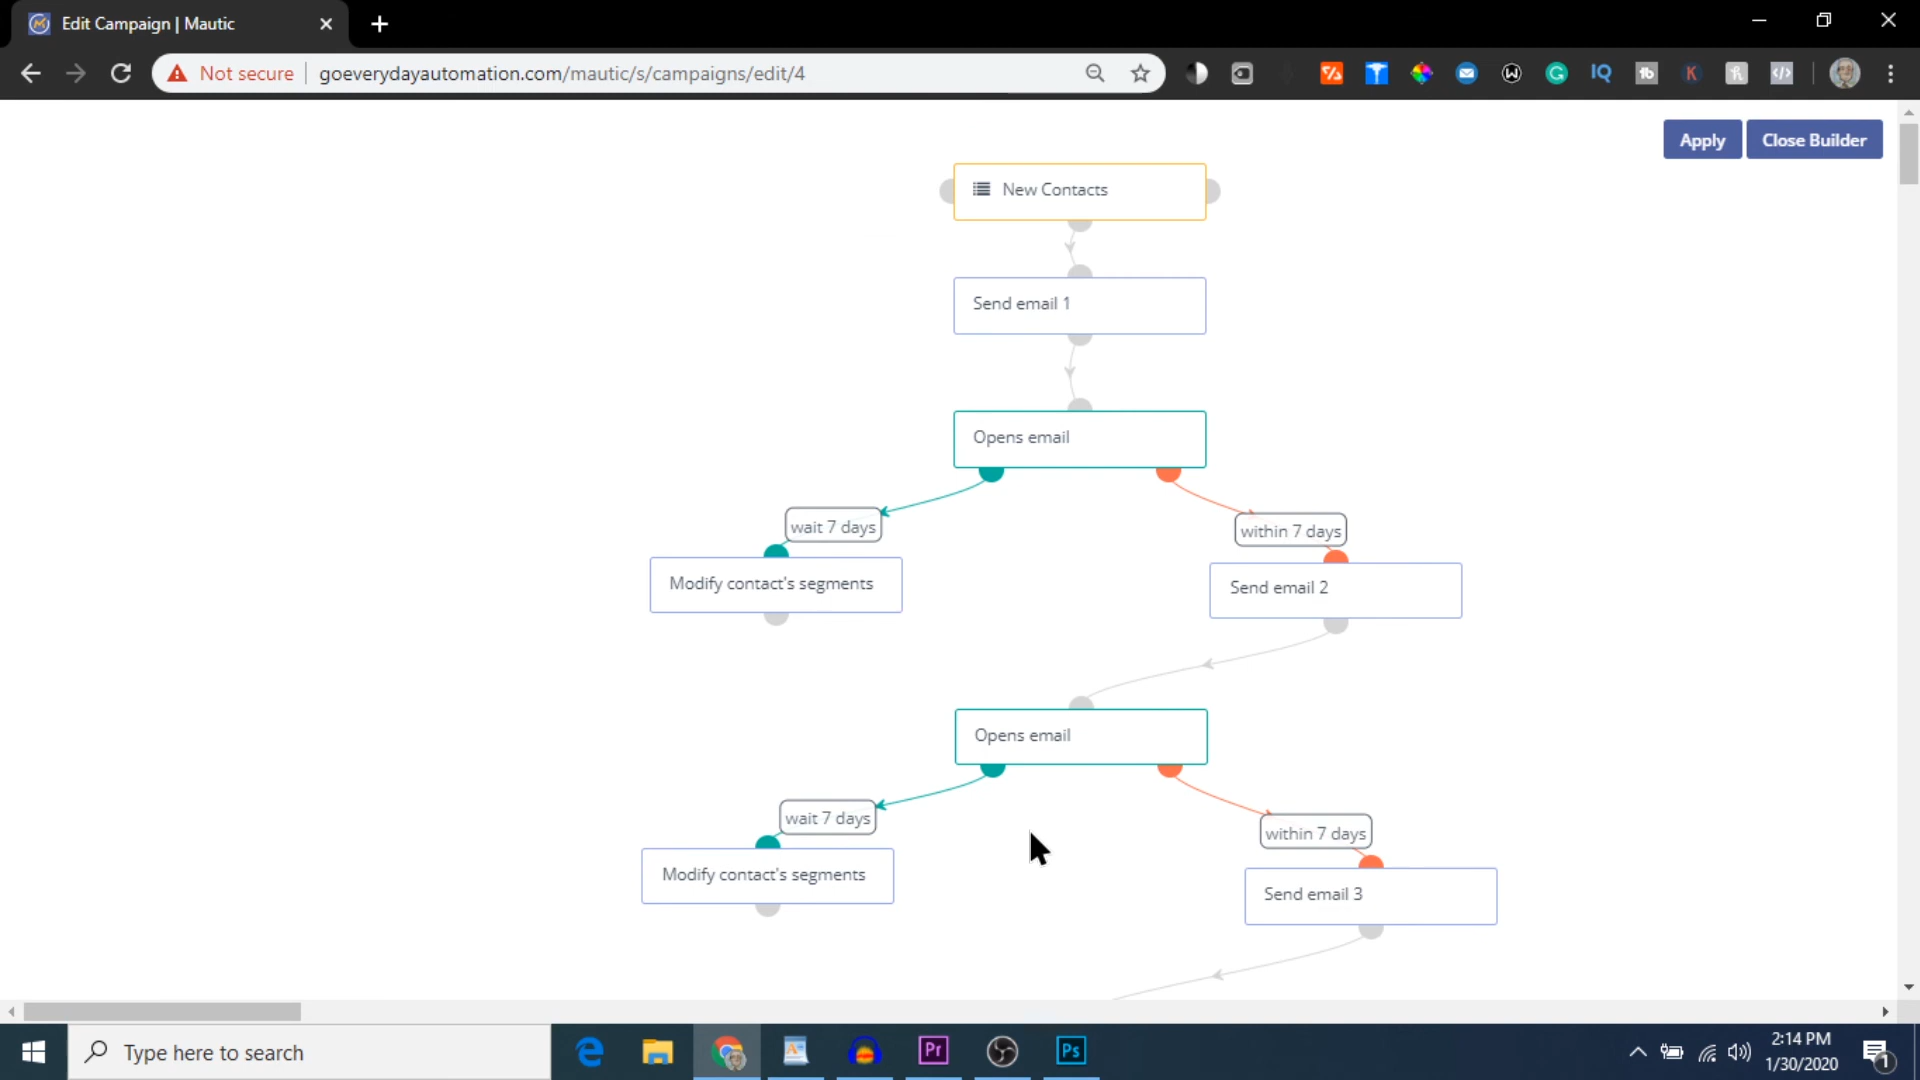 Edit Campaign | Mautic
Not secure
goeverydayautomation.com/mautic/s/campaigns/edit/4
Apply
Close Builder
New Contacts
Send email 1
Opens email
wait 7 days
within 7 days
Modify contact's segments
Send email 2
Opens email
wait 7 days
within 7 days
Modify contact's segments
Send email 3
Type here to search
Pr
Ps
2:14 PM
1/30/2020
1